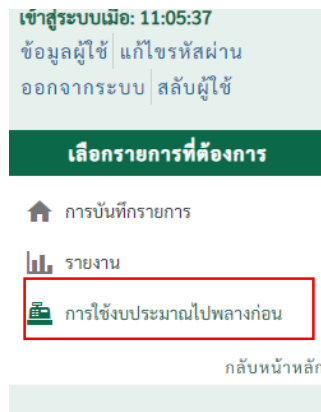 เข้าสู่ระบบเมื่อ: 11:05:37
ข้อมูลผู้ใช้ แก้ไขรหัสผ่าน
ออกจากระบบ สลับผู้ใช้
เลือกรายการที่ต้องการ
การบันทึกรายการ
รายงาน
การใช้งบประมาณไปพลางก่อน
กลับหน้าหลัก